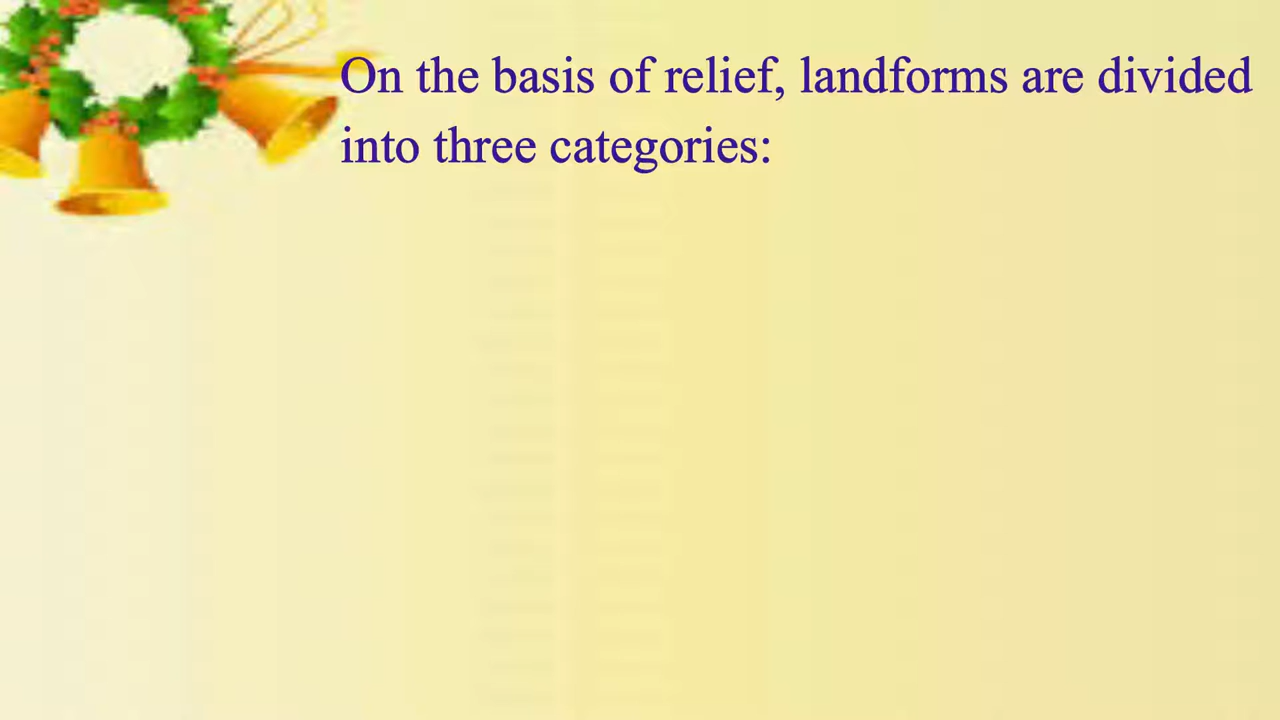 On the basis of relief, landforms are divided
into three categories: